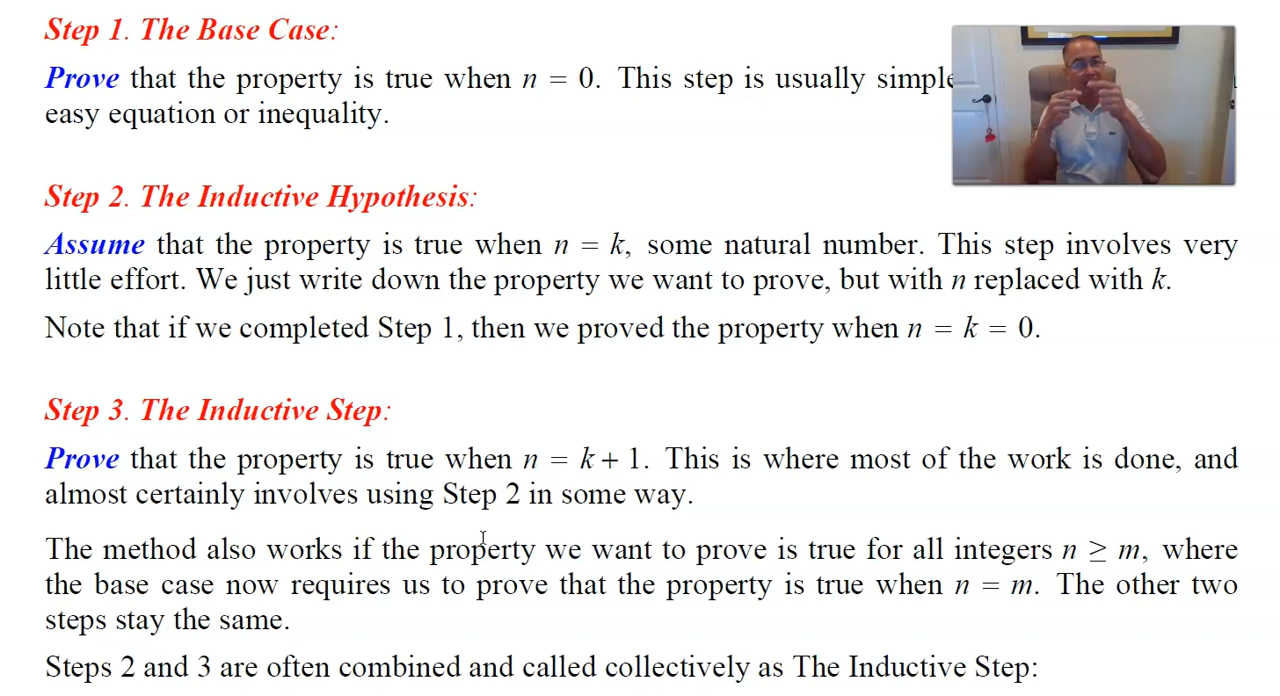 Step 1. The Base Case:
Prove that the property is true when n = 0. This step is usually simple
easy equation or inequality.
Step 2. The Inductive Hypothesis:
Assume that the property is true when n = k, some natural number. This step involves very
little effort. We just write down the property we want to prove, but with n replaced with k.
Note that if we completed Step 1, then we proved the property when n = k = 0.
Step 3. The Inductive Step:
Prove that the property is true when n = k + 1. This is where most of the work is done, and
almost certainly involves using Step 2 in some way.
The method also works if the property we want to prove is true for all integers n ≥ m, where
the base case now requires us to prove that the property is true when n = m. The other two
steps stay the same.
Steps 2 and 3 are often combined and called collectively as The Inductive Step: